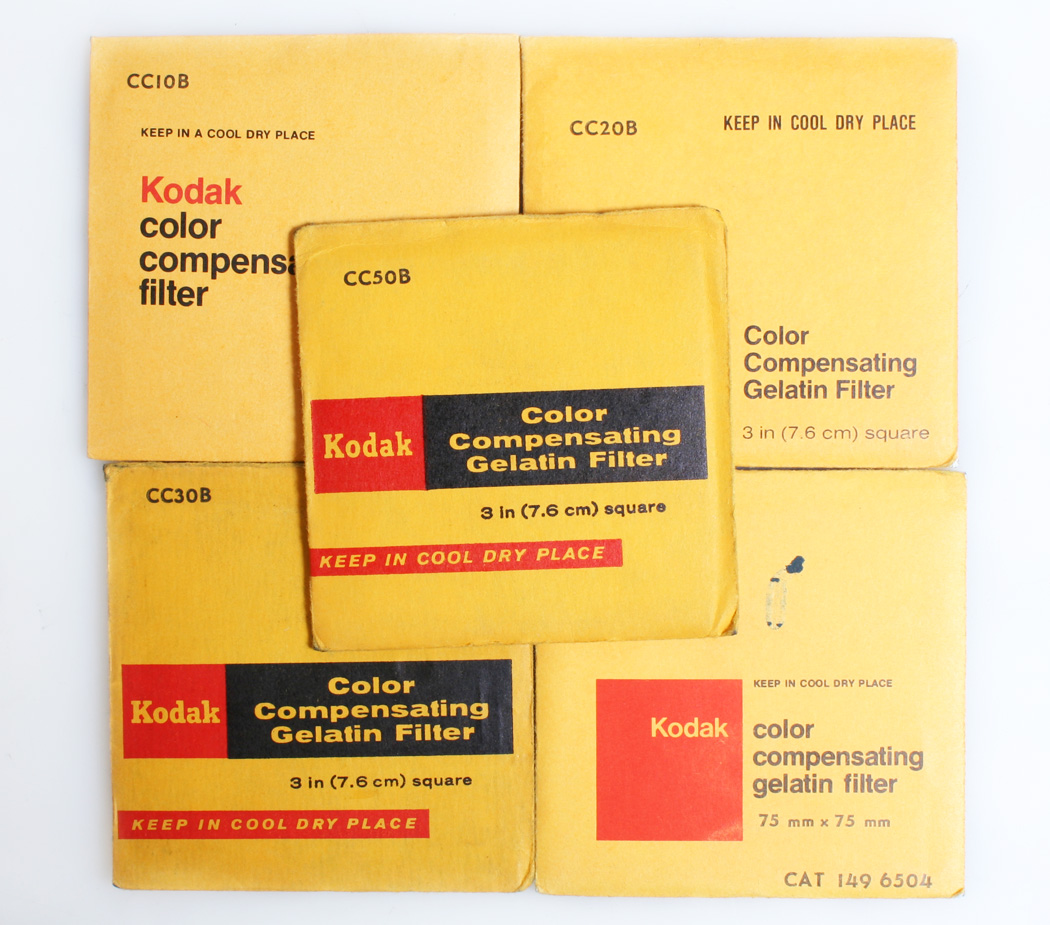 CC10B
KEEP IN A COOL DRY PLACE
Kodak
color
compensa
filter
CC20B
KEEP IN COOL DRY PLACE
Color
Compensating
Gelatin Filter
3 in (7.6 cm) square
CC50B
Kodak
Color
Compensating
Gelatin Filter
3 in (7.6 cm) square
KEEP IN COOL DRY PLACE
CC30B
Kodak
Color
Compensating
Gelatin Filter
3 in (7.6 cm) square
KEEP IN COOL DRY PLACE
KEEP IN COOL DRY PLACE
Kodak
color
compensating
gelatin filter
75 mm x 75 mm
CAT 149 6504